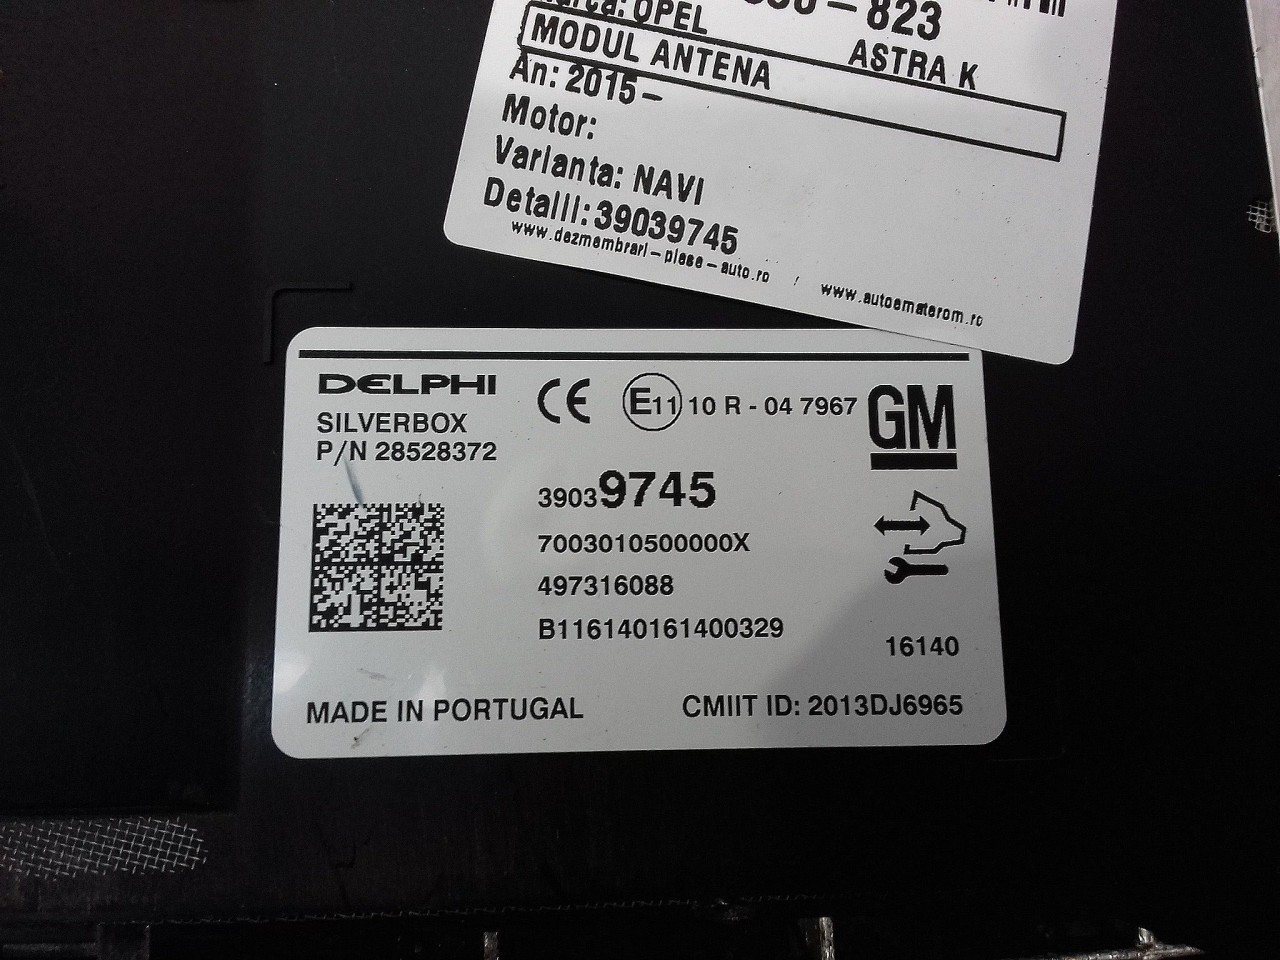 - 823
Marca: OPEL
ASTRA K
MODUL ANTENA
An: 2015-
Motor:
Varianta: NAVI
Detalii: 39039745
www.dezmembrari-piese-auto.ro / www.autoematerom.ro
DELPHI
SILVERBOX
P/N 28528372
CE E11 10 R - 04 7967
GM
39039745
7003010500000X
497316088
B116140161400329
16140
MADE IN PORTUGAL
CMIIT ID: 2013DJ6965